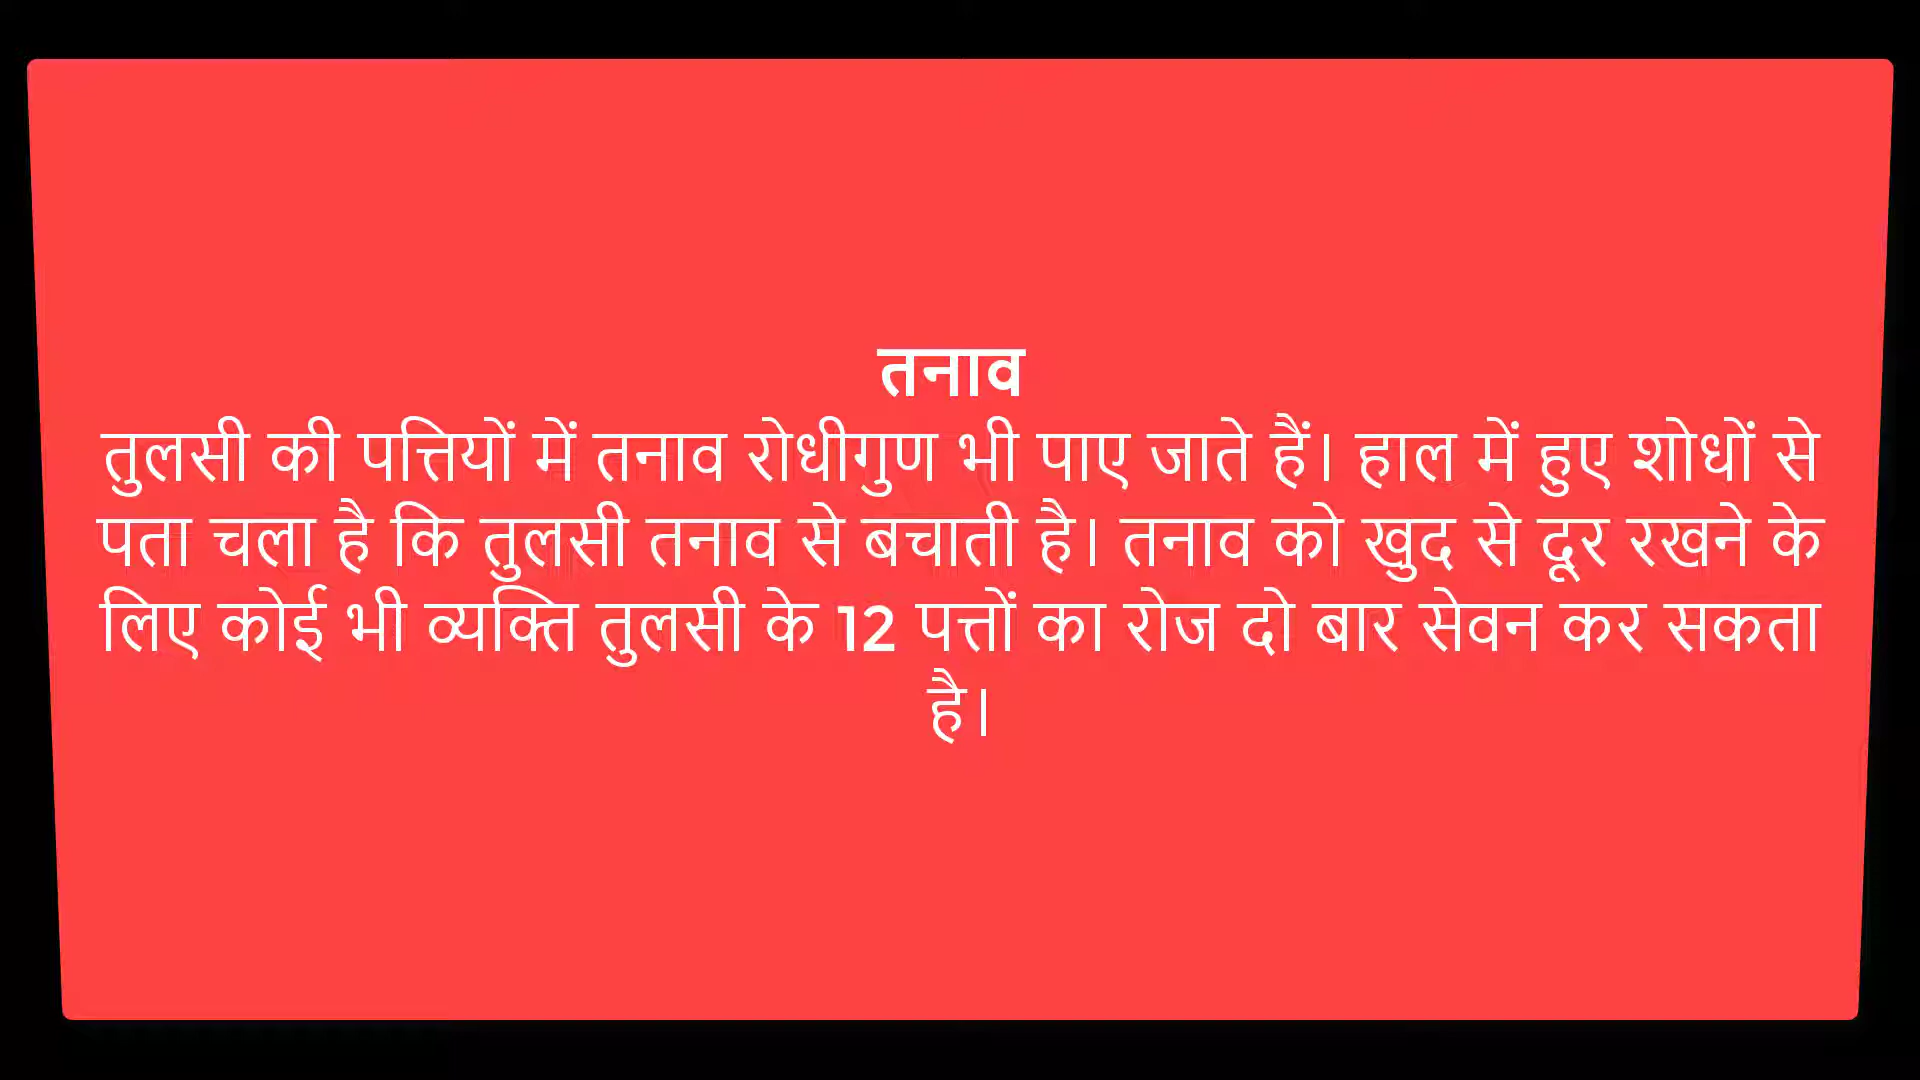 तनाव
तुलसी की पत्तियों में तनाव रोधीगुण भी पाए जाते हैं। हाल में हुए शोधों से
पता चला है कि तुलसी तनाव से बचाती है। तनाव को खुद से दूर रखने के
लिए कोई भी व्यक्ति तुलसी के 12 पत्तों का रोज दो बार सेवन कर सकता
है।